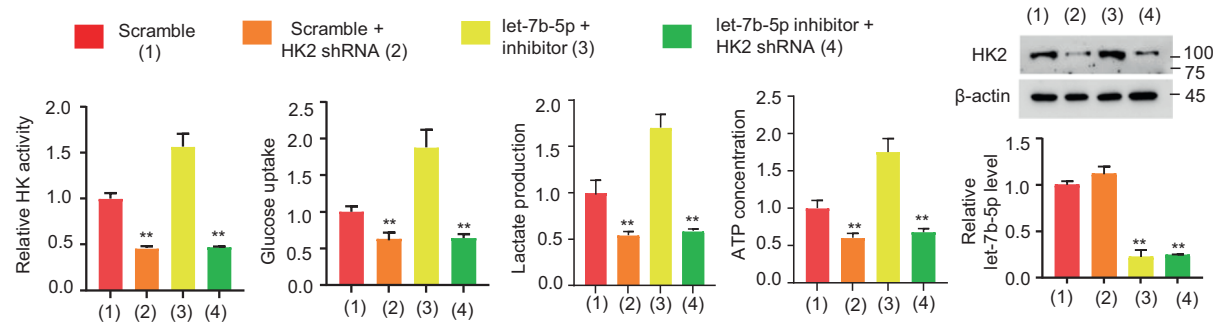 Scramble
(1)
Scramble +
HK2 shRNA (2)
let-7b-5p +
inhibitor (3)
let-7b-5p inhibitor +
HK2 shRNA (4)
(1) (2) (3) (4)
HK2
100
75
β-actin
45
Relative HK activity
2.0
1.5
1.0
0.5
0.0
** **
(1) (2) (3) (4)
Glucose uptake
2.5
2.0
1.5
1.0
0.5
0.0
** **
(1) (2) (3) (4)
Lactate production
2.0
1.5
1.0
0.5
0.0
** **
(1) (2) (3) (4)
ATP concentration
2.5
2.0
1.5
1.0
0.5
0.0
** **
(1) (2) (3) (4)
Relative
let-7b-5p level
1.5
1.0
0.5
0.0
** **
(1) (2) (3) (4)